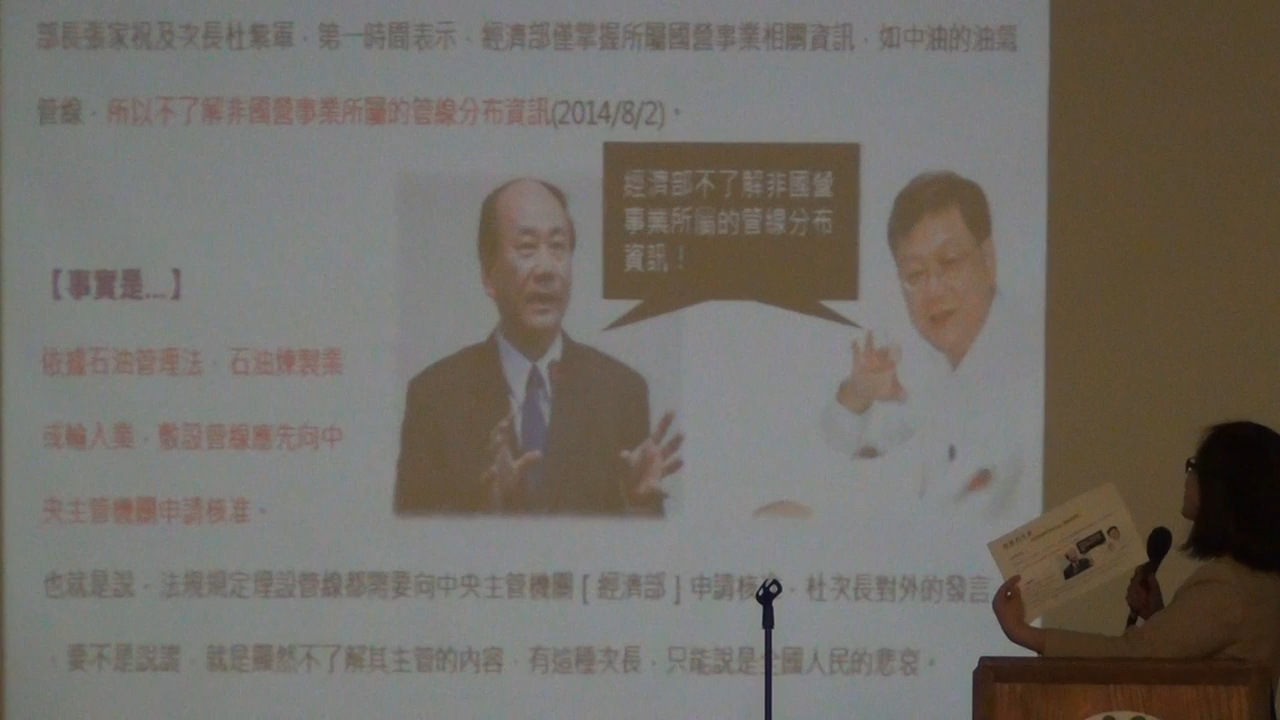 部長張家祝及次長杜紫軍，第一時間表示、經濟部僅掌握所屬國營事業相關資訊，如中油的油氣
管線，所以不了解非國營事業所屬的管線分布資訊(2014/8/2)。
經濟部不了解非國營
事業所屬的管線分布
資訊！
【事實是...】
依據石油管理法，石油煉製業
或輸入業，敷設管線應先向中
央主管機關申請核准。
也就是說，法規規定埋設管線都需要向中央主管機關[經濟部]申請核，杜次長對外的發言
，要不是說謊，就是顯然不了解其主管的內容，有這種次長，只能說是全國人民的悲哀。